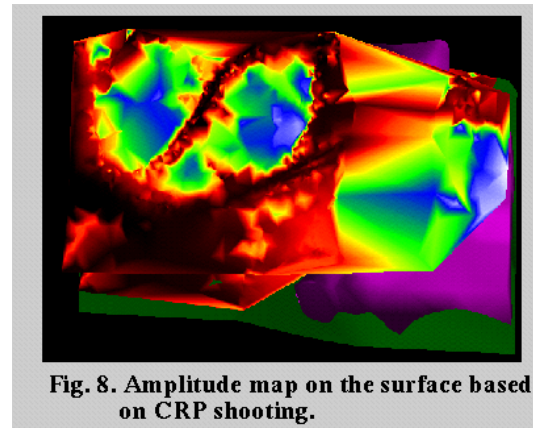 Fig. 8. Amplitude map on the surface based
on CRP shooting.